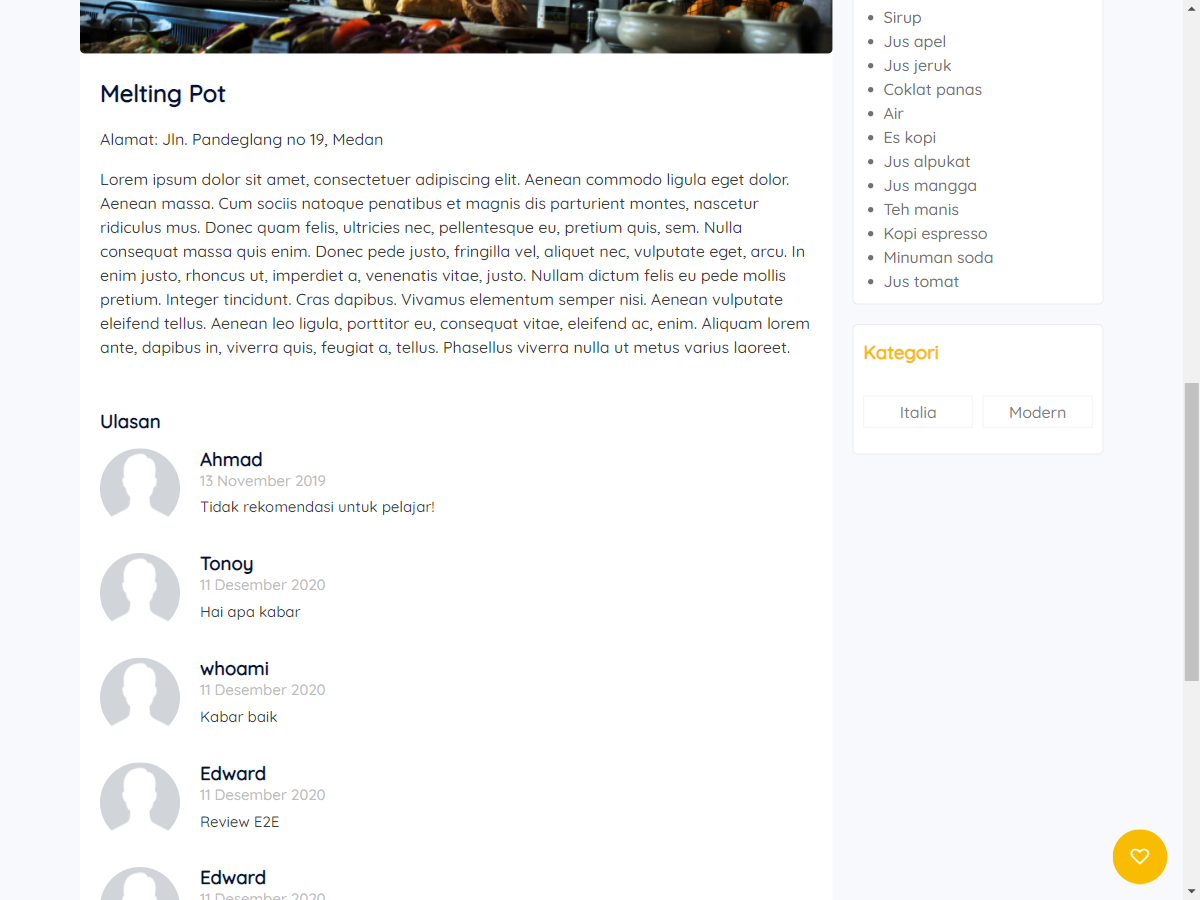 Melting Pot
Alamat: Jln. Pandeglang no 19, Medan
Lorem ipsum dolor sit amet, consectetuer adipiscing elit. Aenean commodo ligula eget dolor.
Aenean massa. Cum sociis natoque penatibus et magnis dis parturient montes, nascetur
ridiculus mus. Donec quam felis, ultricies nec, pellentesque eu, pretium quis, sem. Nulla
consequat massa quis enim. Donec pede justo, fringilla vel, aliquet nec, vulputate eget, arcu. In
enim justo, rhoncus ut, imperdiet a, venenatis vitae, justo. Nullam dictum felis eu pede mollis
pretium. Integer tincidunt. Cras dapibus. Vivamus elementum semper nisi. Aenean vulputate
eleifend tellus. Aenean leo ligula, porttitor eu, consequat vitae, eleifend ac, enim. Aliquam lorem
ante, dapibus in, viverra quis, feugiat a, tellus. Phasellus viverra nulla ut metus varius laoreet.
Ulasan
Ahmad
13 November 2019
Tidak rekomendasi untuk pelajar!
Tonoy
11 Desember 2020
Hai apa kabar
whoami
11 Desember 2020
Kabar baik
Edward
11 Desember 2020
Review E2E
Edward
11 Desember 2020
Sirup
Jus apel
Jus jeruk
Coklat panas
Air
Es kopi
Jus alpukat
Jus mangga
Teh manis
Kopi espresso
Minuman soda
Jus tomat
Kategori
Italia
Modern